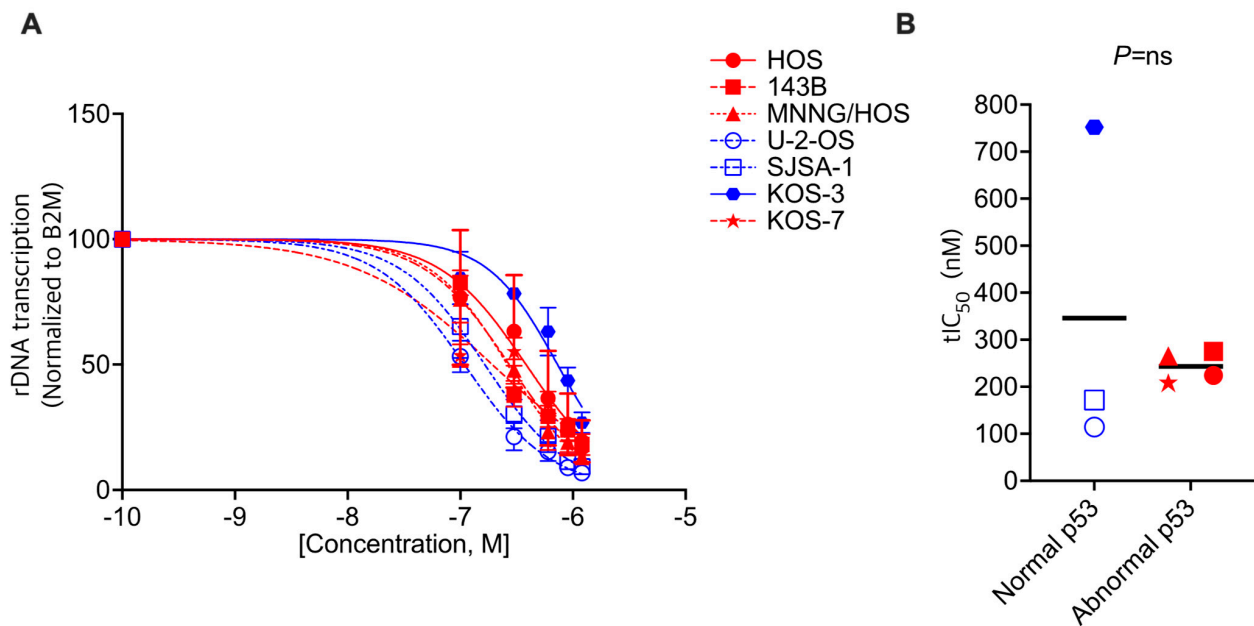 A
B
HOS
143B
MNNG/HOS
U-2-OS
SJSA-1
KOS-3
KOS-7
rDNA transcription
(Normalized to B2M)
150
100
50
0
-10 -9 -8 -7 -6 -5
[Concentration, M]
P=ns
tIC50 (nM)
800
700
600
500
400
300
200
100
0
Normal p53
Abnormal p53